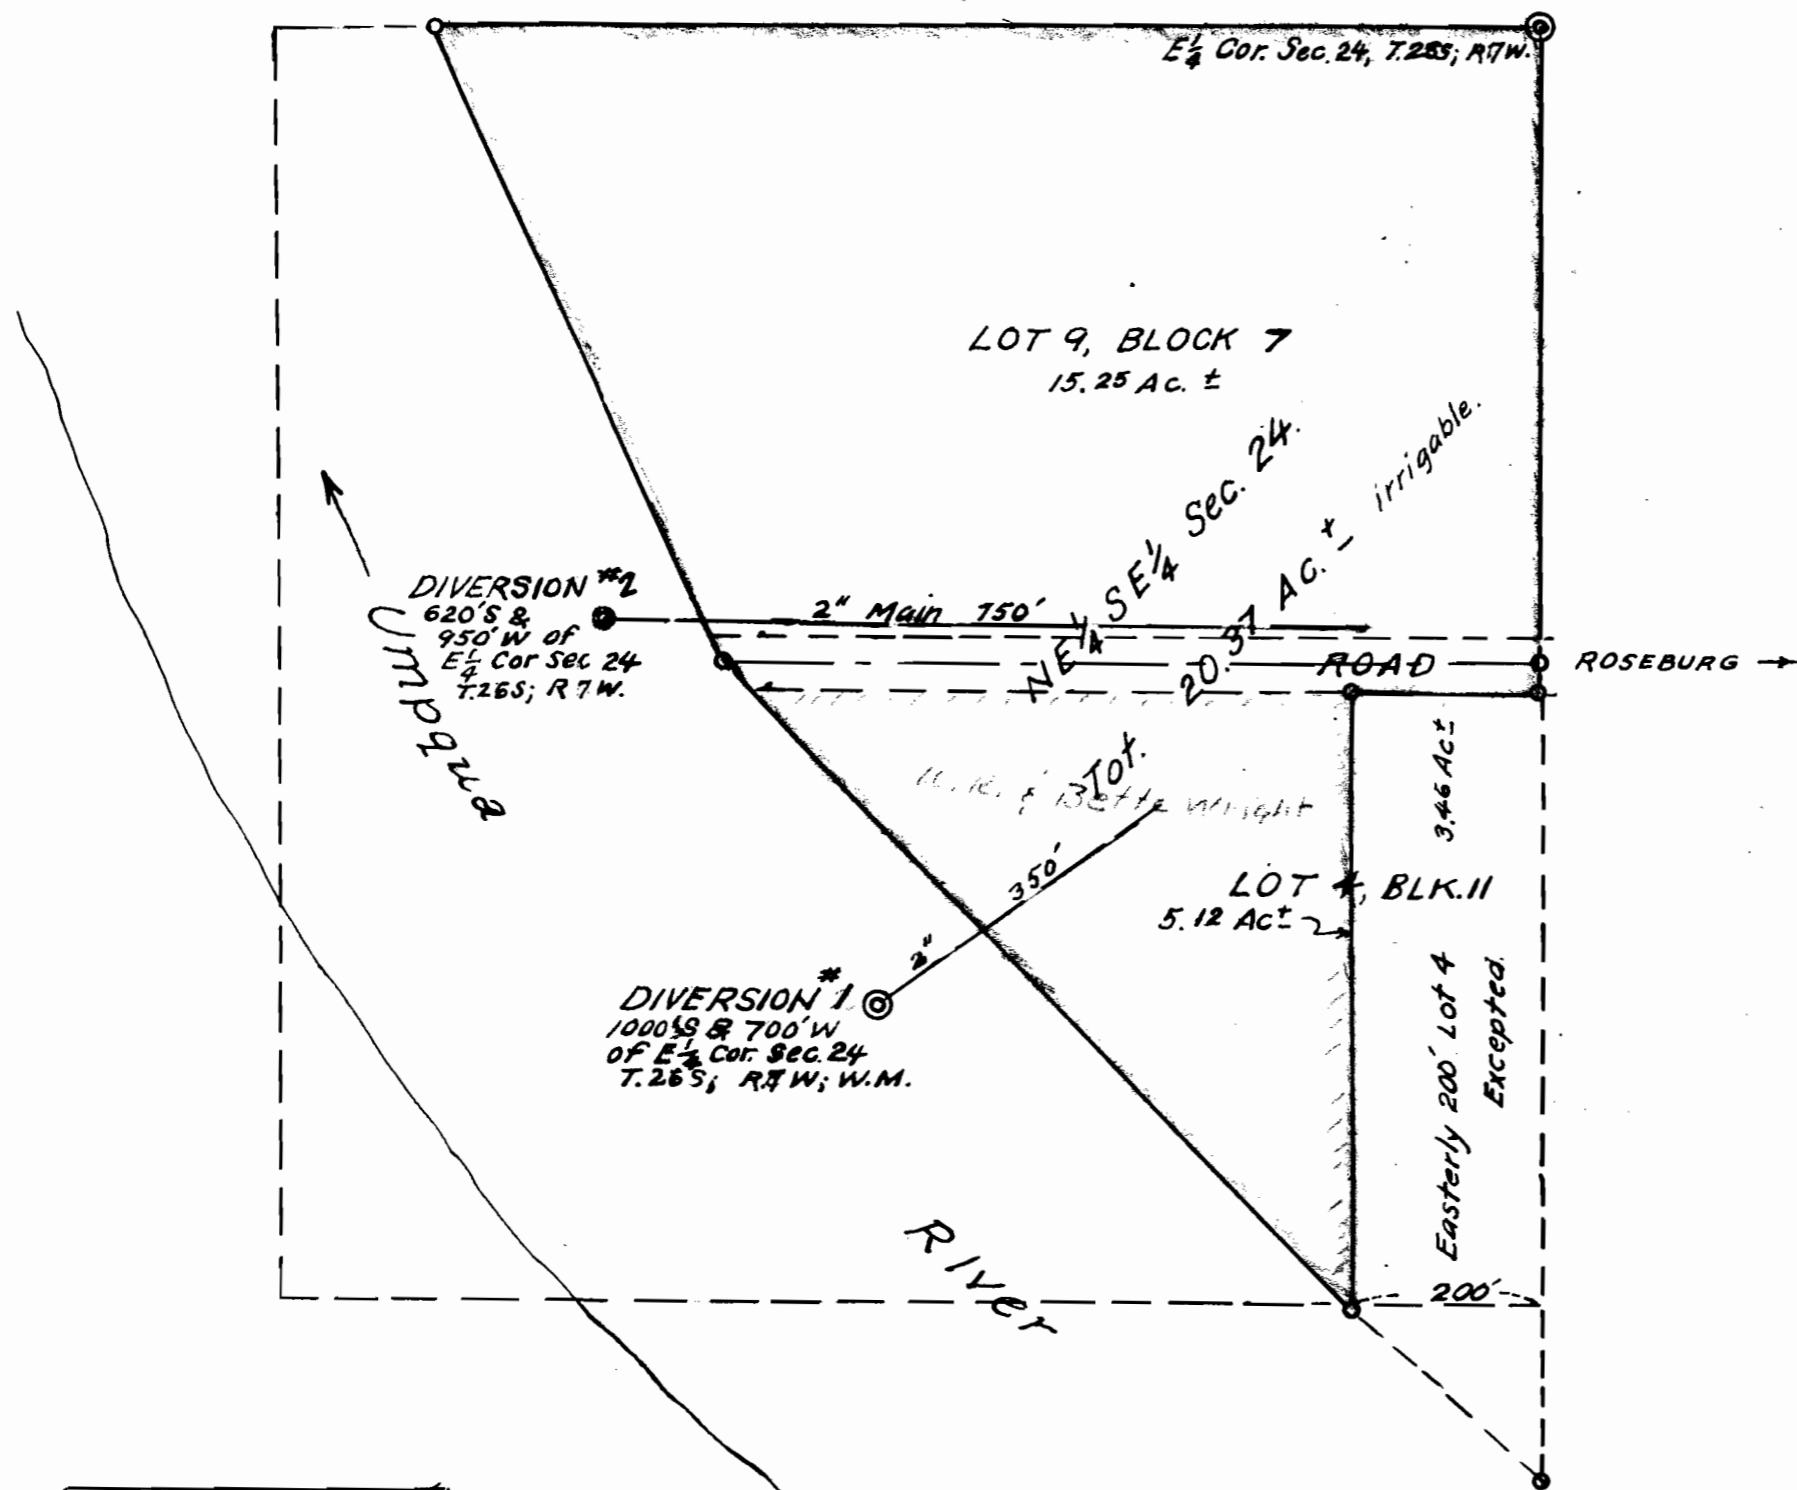 E¼ Cor. Sec. 24, T.26S; R7W.
LOT 9, BLOCK 7
15.25 Ac. ±
NE¼ SE¼ Sec. 24.
Tot. 20.37 Ac. ± irrigable.
DIVERSION #2
620'S &
950'W of
E¼ Cor Sec 24
T.26S; R7W.
2" Main 750'
ROAD
ROSEBURG
Umpqua
& Bette Wright
3.46 Ac ±
LOT 4, BLK. 11
5.12 Ac ±
2" 350'
DIVERSION #1
1000'S & 700'W
of E¼ Cor. Sec. 24
T.26S; R7W; W.M.
Easterly 200' Lot 4
Excepted.
River
200'